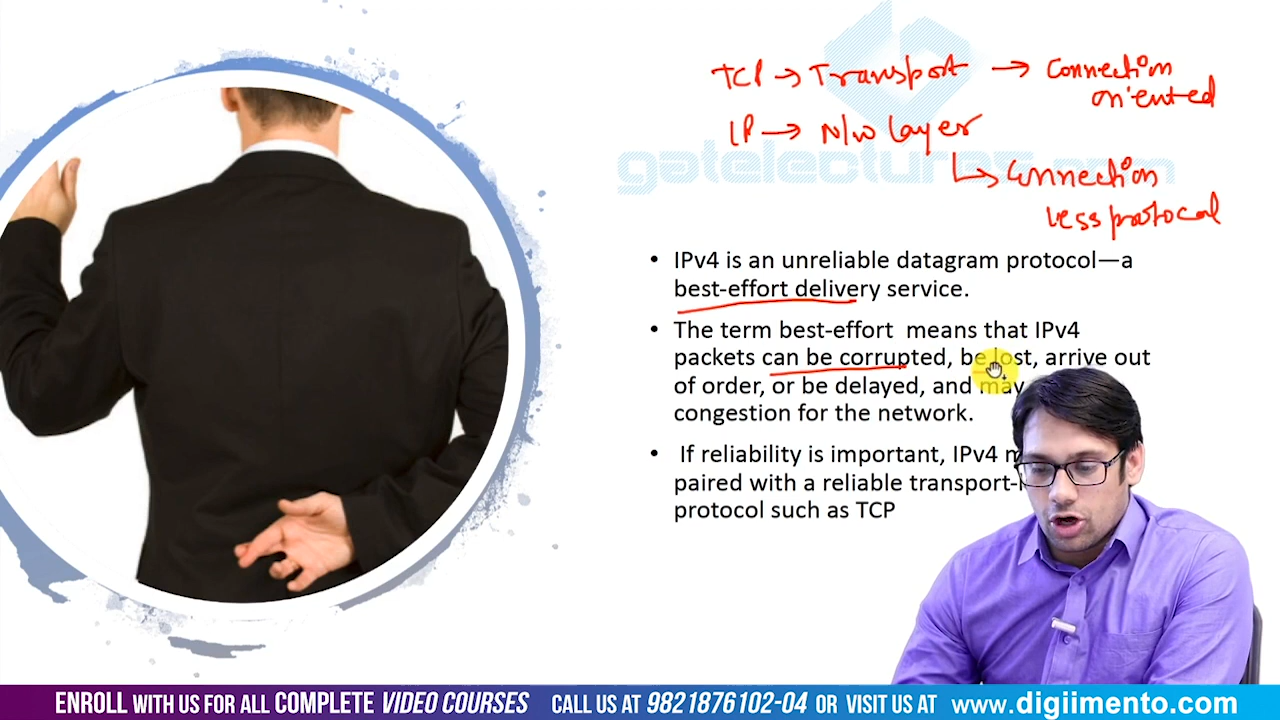 TCP → Transport → Connection
oriented
IP → N/w layer
gatelectures.com
↳ Connection
less protocol
• IPv4 is an unreliable datagram protocol—a
best-effort delivery service.
• The term best-effort means that IPv4
packets can be corrupted, be lost, arrive out
of order, or be delayed, and may
congestion for the network.
• If reliability is important, IPv4
paired with a reliable transport-
protocol such as TCP
ENROLL WITH US FOR ALL COMPLETE VIDEO COURSES CALL US AT 9821876102-04 OR VISIT US AT www.digiimento.com